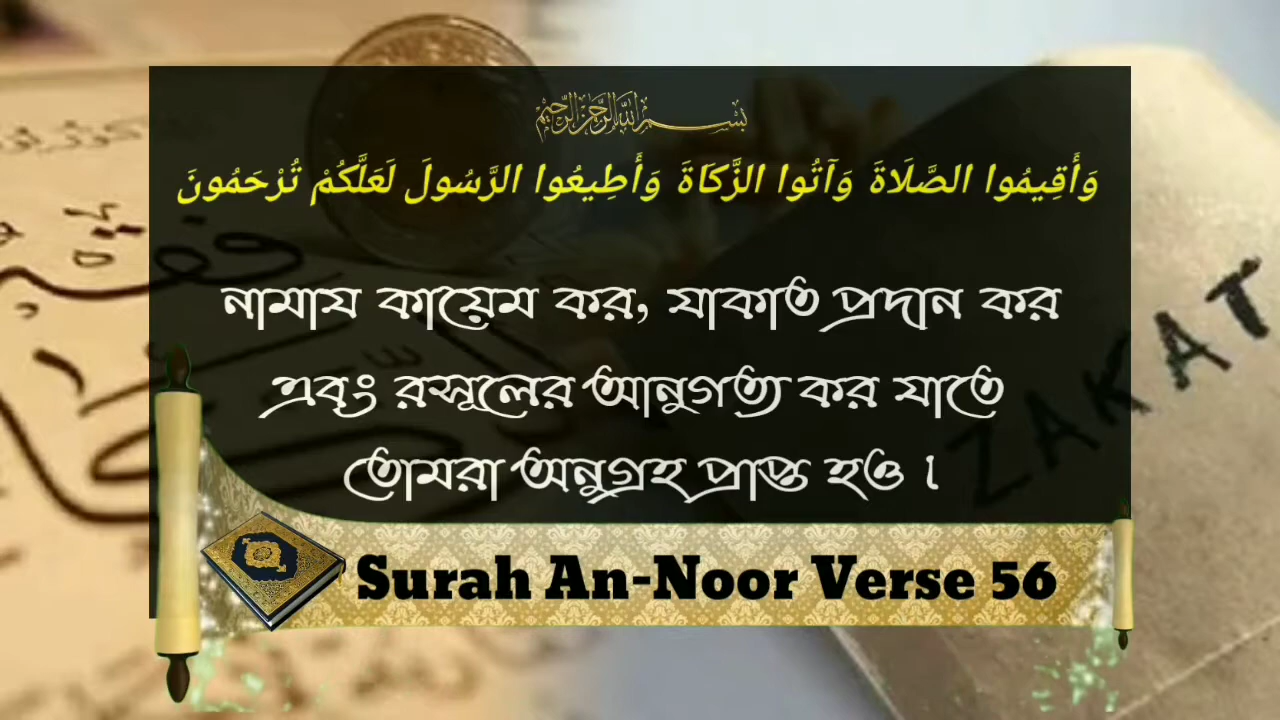 بسم الله الرحمن الرحيم
وَأَقِيمُوا الصَّلَاةَ وَآتُوا الزَّكَاةَ وَأَطِيعُوا الرَّسُولَ لَعَلَّكُمْ تُرْحَمُونَ
নামায কায়েম কর, যাকাত প্রদান কর
এবং রসূলের আনুগত্য কর যাতে
তোমরা অনুগ্রহ প্রাপ্ত হও ।
ZAKAT
Surah An-Noor Verse 56